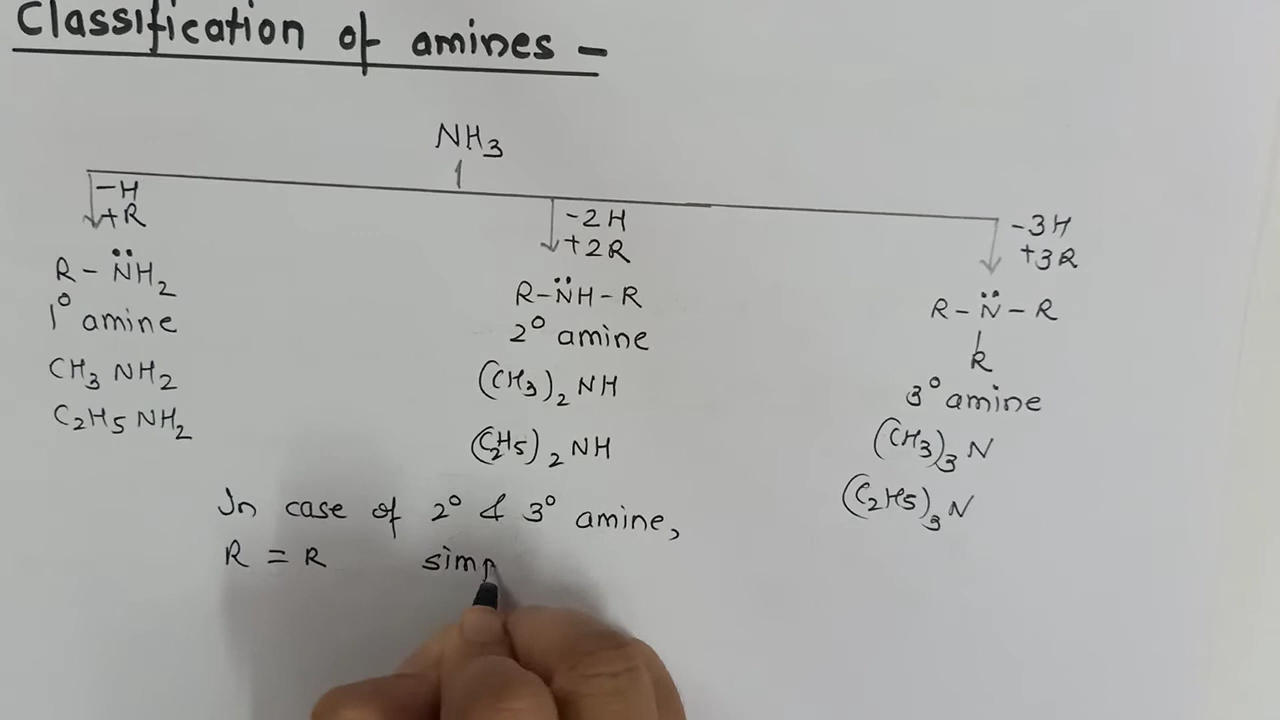 Classification of amines -
NH3
-H
+R
R - N̈H2
1° amine
CH3 NH2
C2H5 NH2
-2H
+2R
R-N̈H-R
2° amine
(CH3)2 NH
(C2H5)2 NH
-3H
+3R
R - N̈ - R
R
3° amine
(CH3)3 N
(C2H5)3 N
In case of 2° & 3° amine,
R = R simp